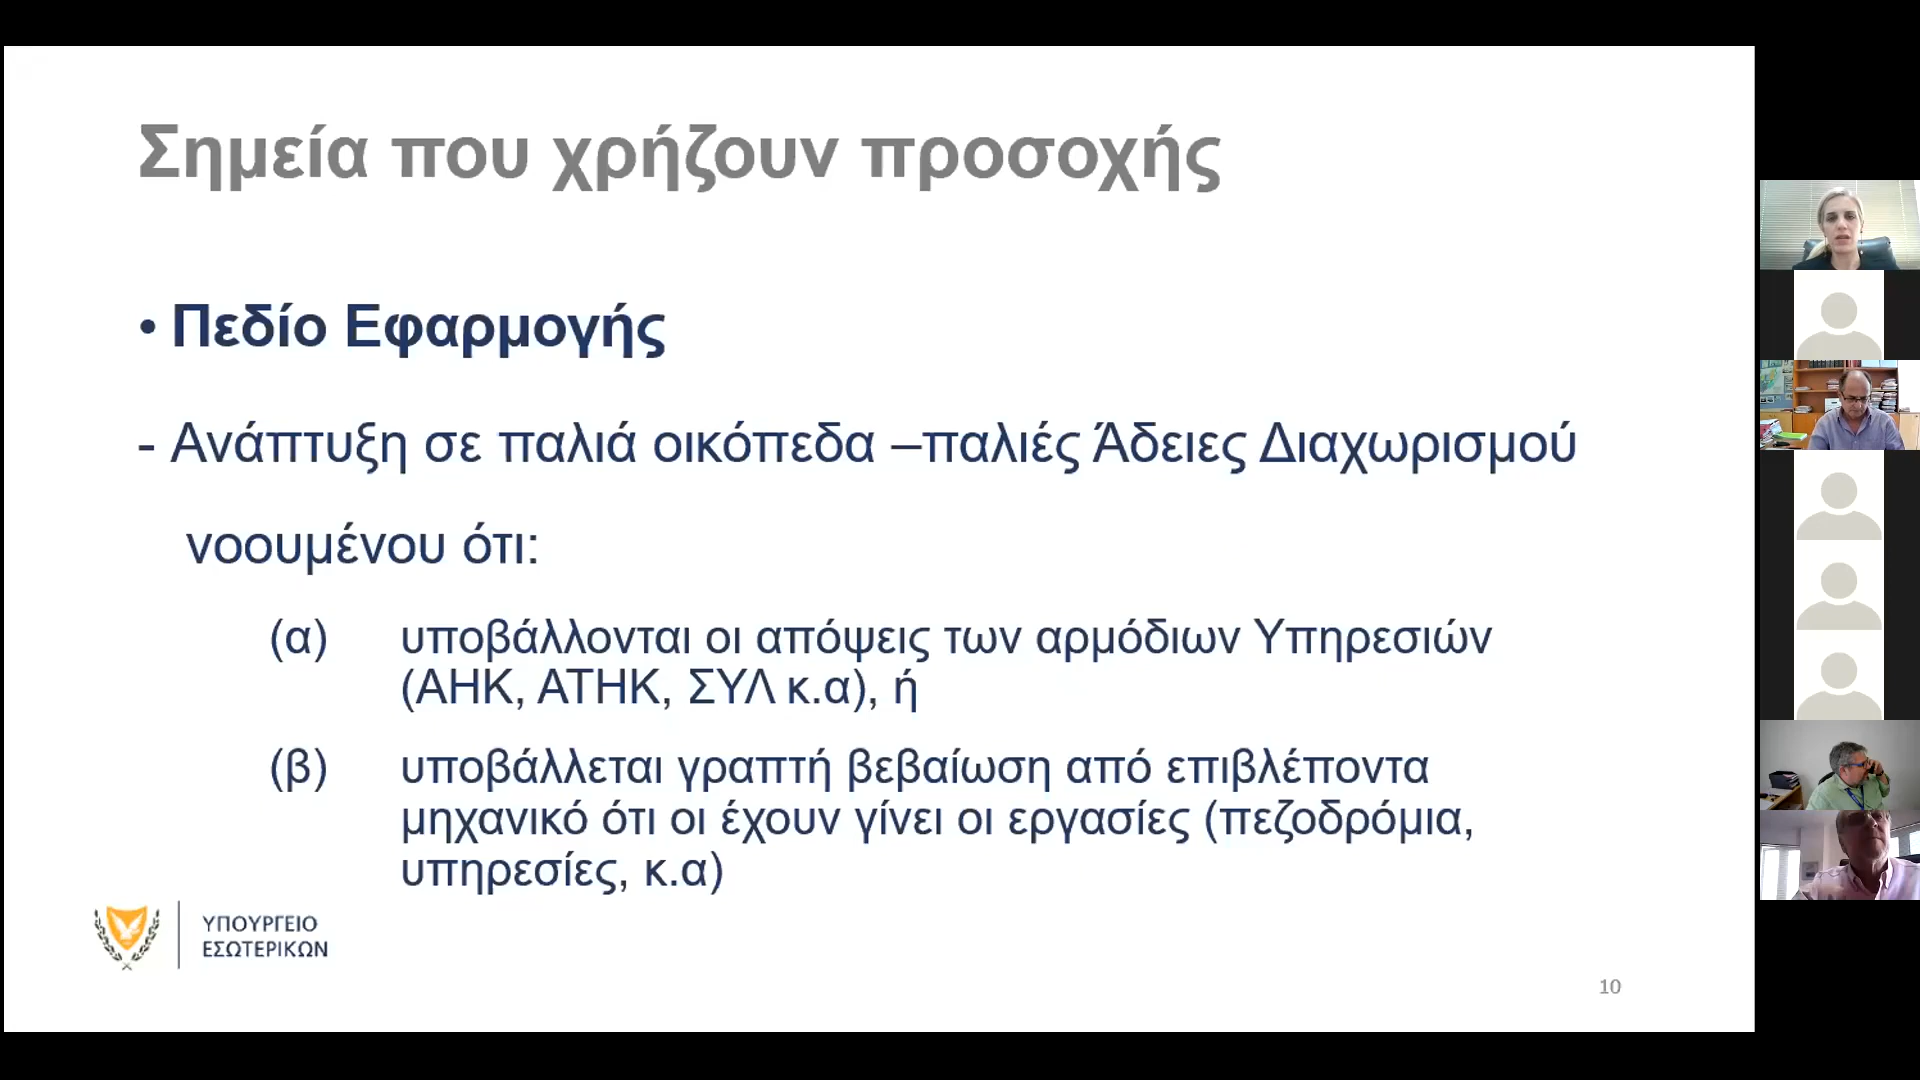 Σημεία που χρήζουν προσοχής
• Πεδίο Εφαρμογής
- Ανάπτυξη σε παλιά οικόπεδα –παλιές Άδειες Διαχωρισμού
νοουμένου ότι:
(α) υποβάλλονται οι απόψεις των αρμόδιων Υπηρεσιών
(ΑΗΚ, ΑΤΗΚ, ΣΥΛ κ.α), ή
(β) υποβάλλεται γραπτή βεβαίωση από επιβλέποντα
μηχανικό ότι οι έχουν γίνει οι εργασίες (πεζοδρόμια,
υπηρεσίες, κ.α)
ΥΠΟΥΡΓΕΙΟ
ΕΣΩΤΕΡΙΚΩΝ
10